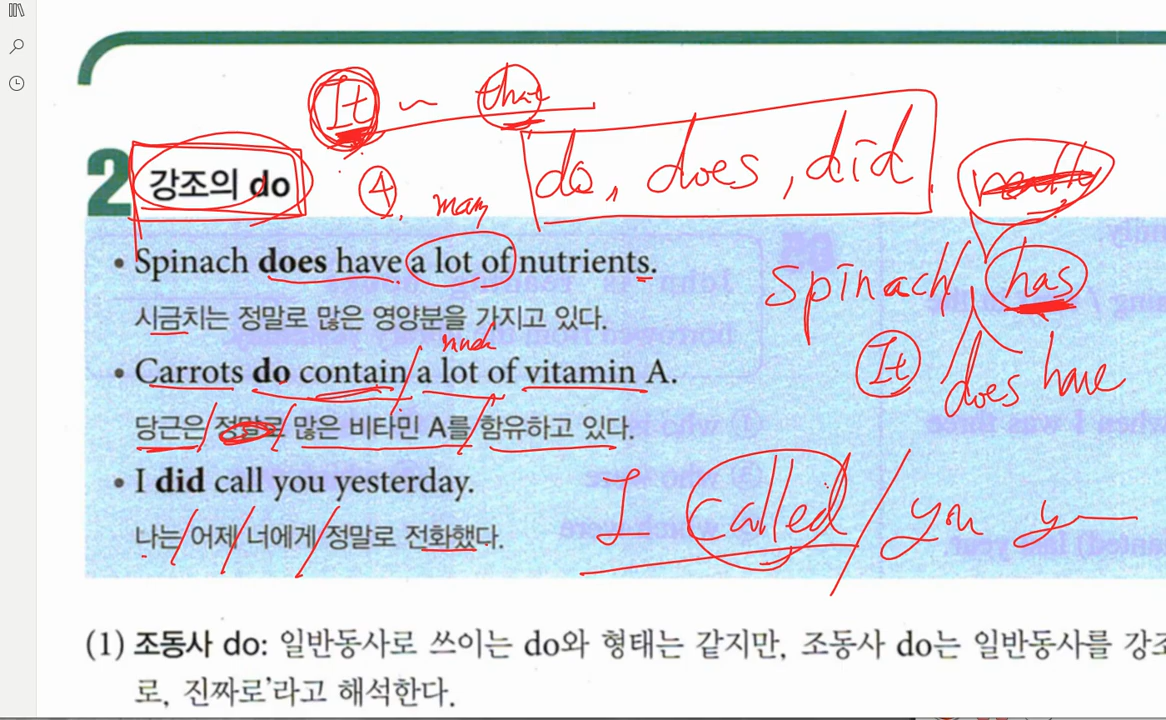 It ~ that
2 강조의 do
④ many do, does, did
• Spinach does have a lot of nutrients.
Spinach has
시금치는 정말로 많은 영양분을 가지고 있다.
much
• Carrots do contain a lot of vitamin A.
It does have
당근은 정말로 많은 비타민 A를 함유하고 있다.
• I did call you yesterday.
I called you y
나는 어제 너에게 정말로 전화했다.
(1) 조동사 do: 일반동사로 쓰이는 do와 형태는 같지만, 조동사 do는 일반동사를 강조
로, 진짜로'라고 해석한다.